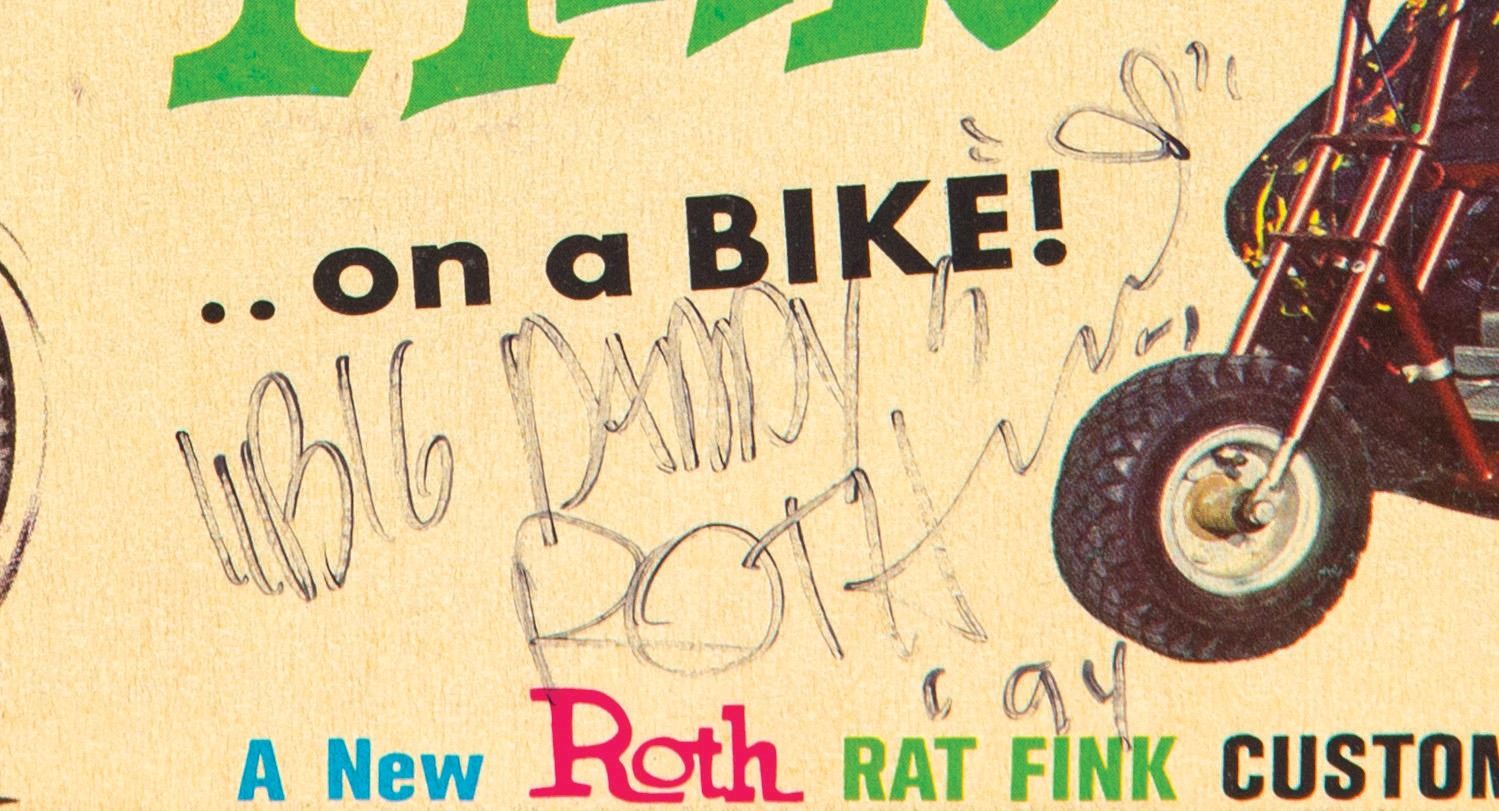 ..on a BIKE!
"BIG DADDY"
ROTH
'94
A New Roth RAT FINK CUSTOM